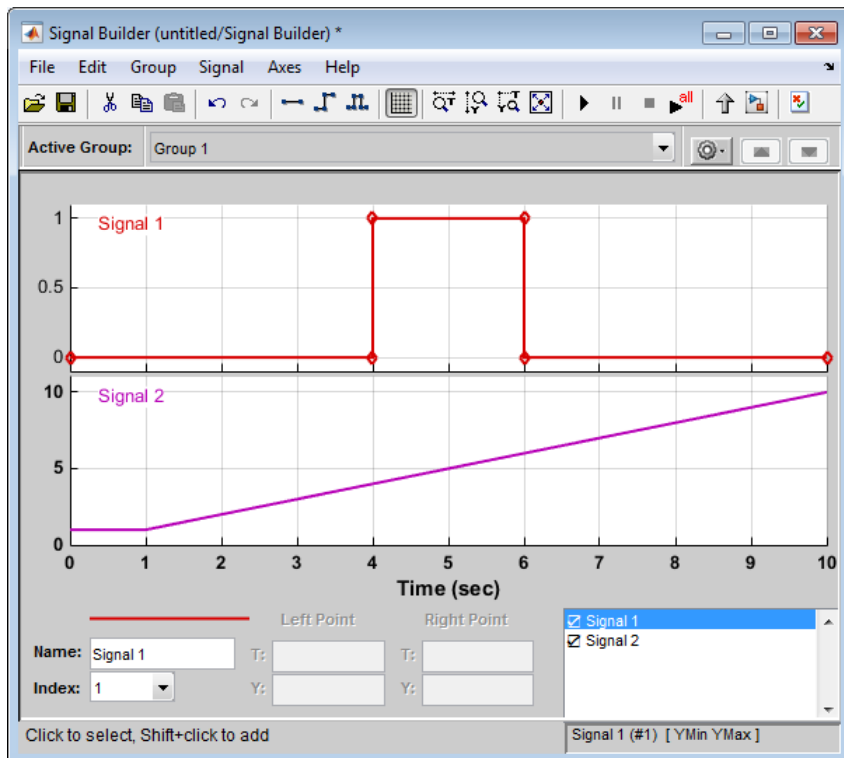 Signal Builder (untitled/Signal Builder) *
File Edit Group Signal Axes Help
all
Active Group: Group 1
1
Signal 1
0.5
0
10
Signal 2
5
0
0 1 2 3 4 5 6 7 8 9 10
Time (sec)
Left Point Right Point
Name: Signal 1 T: T:
Index: 1 Y: Y:
Signal 1
Signal 2
Click to select, Shift+click to add
Signal 1 (#1) [ YMin YMax ]